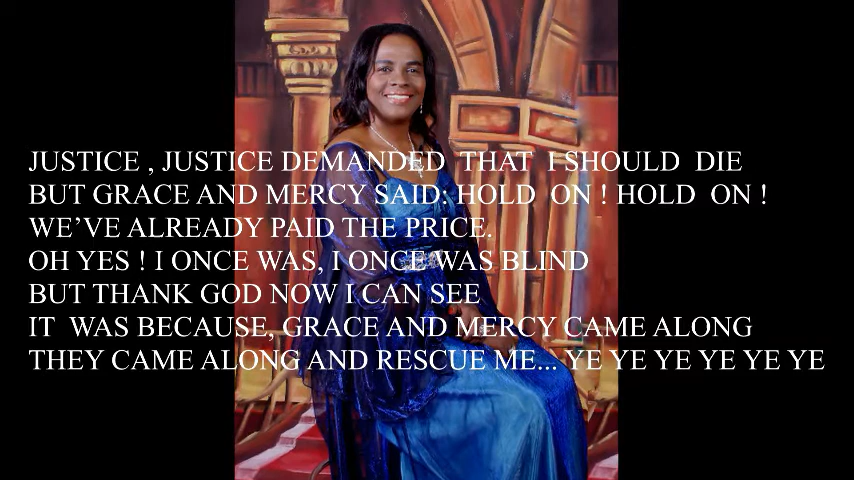 JUSTICE , JUSTICE DEMANDED THAT I SHOULD DIE
BUT GRACE AND MERCY SAID: HOLD ON ! HOLD ON !
WE'VE ALREADY PAID THE PRICE.
OH YES ! I ONCE WAS, I ONCE WAS BLIND
BUT THANK GOD NOW I CAN SEE
IT WAS BECAUSE, GRACE AND MERCY CAME ALONG
THEY CAME ALONG AND RESCUE ME... YE YE YE YE YE YE